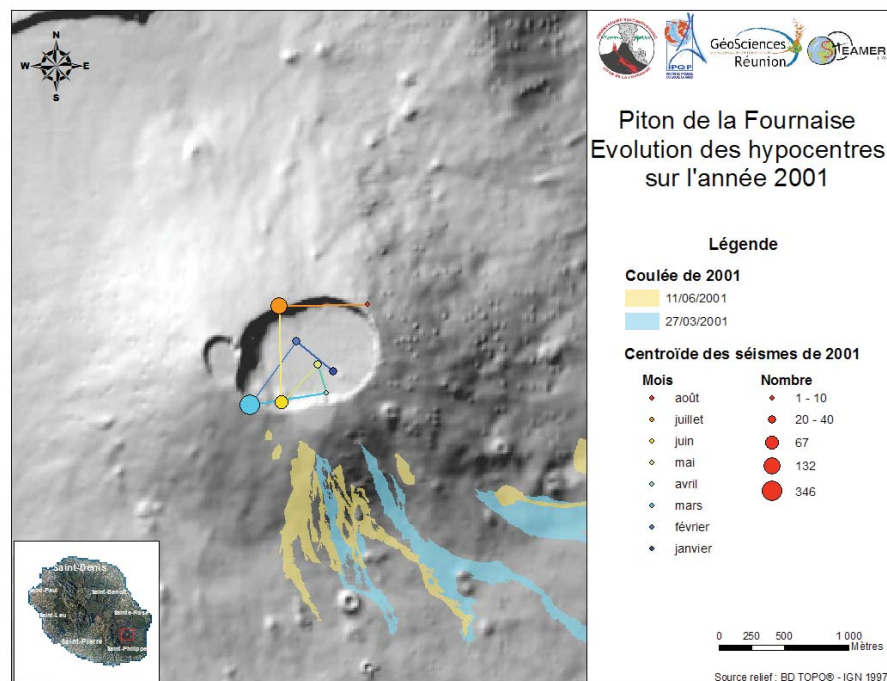 N
W E
S
GéoSciences
Réunion
IPGP
TEAMER
Piton de la Fournaise
Evolution des hypocentres
sur l'année 2001
Légende
Coulée de 2001
11/06/2001
27/03/2001
Centroïde des séismes de 2001
Mois Nombre
août 1 - 10
juillet 20 - 40
juin 67
mai 132
avril 346
mars
février
janvier
Saint-Denis
Saint-Paul Saint-Benoît
Saint-Leu
Saint-Pierre
Saint-Philippe
0 250 500 1 000
Mètres
Source relief : BD TOPO® - IGN 1997